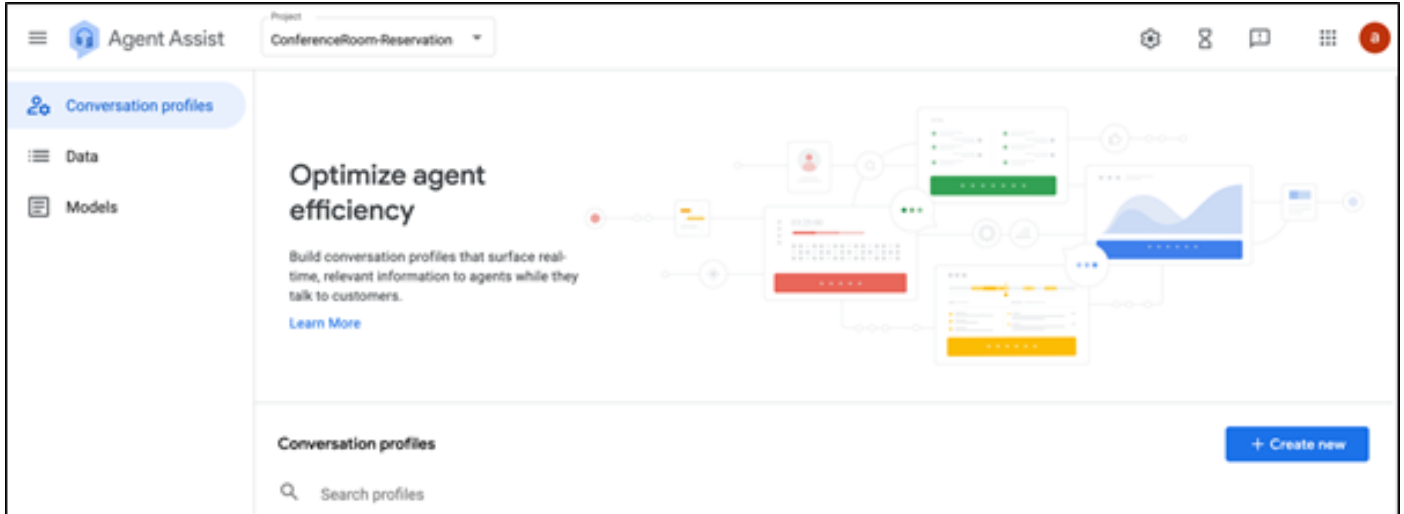 Project
Agent Assist
ConferenceRoom-Reservation
a
Conversation profiles
Data
Models
Optimize agent
efficiency
Build conversation profiles that surface real-
time, relevant information to agents while they
talk to customers.
Learn More
Conversation profiles
+ Create new
Search profiles